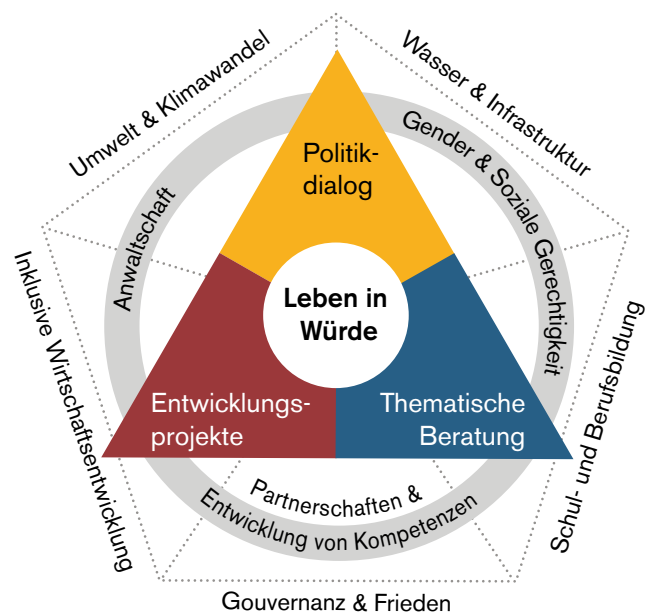 Umwelt & Klimawandel
Wasser & Infrastruktur
Gender & Soziale Gerechtigkeit
Politik-
dialog
Anwaltschaft
Leben in
Würde
Inklusive Wirtschaftsentwicklung
Entwicklungs-
projekte
Thematische
Beratung
Schul- und Berufsbildung
Partnerschaften &
Entwicklung von Kompetenzen
Gouvernanz & Frieden